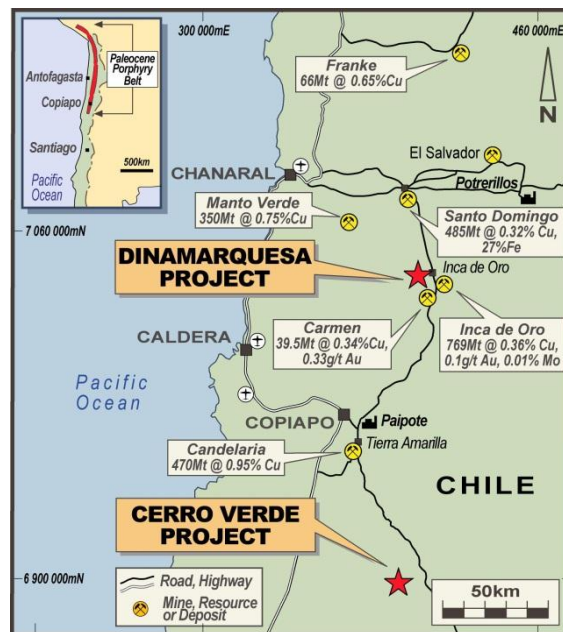 300 000mE
460 000mE
Paleocene
Porphyry
Belt
Antofagasta
Copiapo
Santiago
500km
Pacific
Ocean
Franke
66Mt @ 0.65%Cu
N
El Salvador
CHANARAL
Potrerillos
Manto Verde
350Mt @ 0.75%Cu
Santo Domingo
485Mt @ 0.32% Cu,
27%Fe
7 060 000mN
DINAMARQUESA
PROJECT
Inca de Oro
Carmen
39.5Mt @ 0.34%Cu,
0.33g/t Au
Inca de Oro
769Mt @ 0.36% Cu,
0.1g/t Au, 0.01% Mo
CALDERA
Pacific
Ocean
COPIAPO
Paipote
Tierra Amarilla
Candelaria
470Mt @ 0.95% Cu
CHILE
CERRO VERDE
PROJECT
6 900 000mN
Road, Highway
Mine, Resource
or Deposit
50km